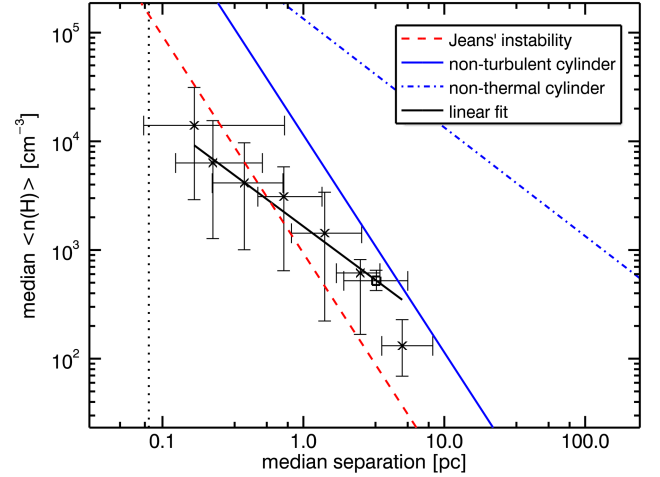 10^5
Jeans' instability
non-turbulent cylinder
non-thermal cylinder
linear fit
10^4
10^3
10^2
median <n(H)> [cm^-3]
0.1 1.0 10.0 100.0
median separation [pc]